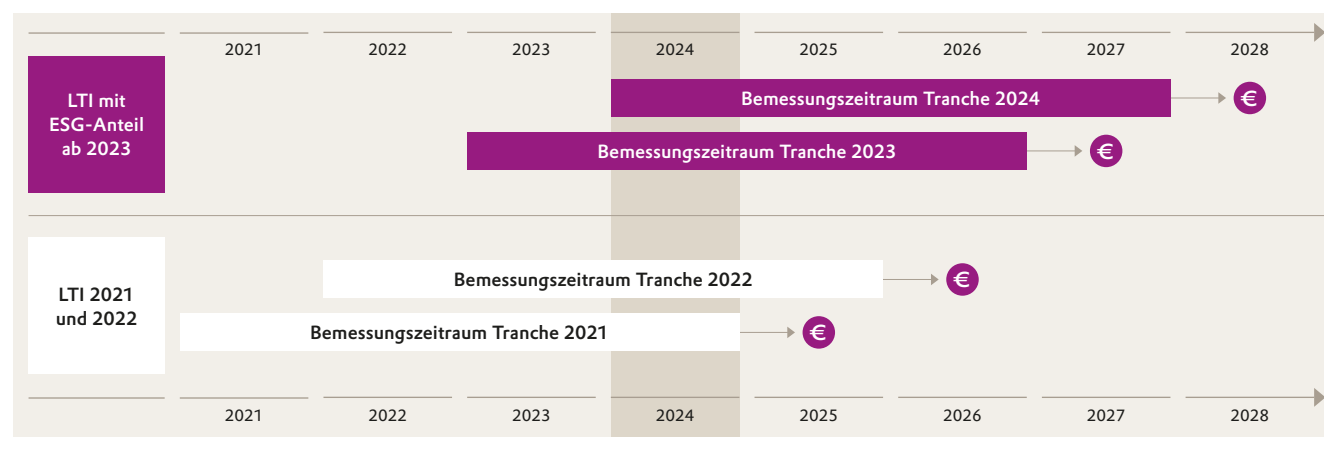 2021 2022 2023 2024 2025 2026 2027 2028
LTI mit
ESG-Anteil
ab 2023
Bemessungszeitraum Tranche 2024 €
Bemessungszeitraum Tranche 2023 €
LTI 2021
und 2022
Bemessungszeitraum Tranche 2022 €
Bemessungszeitraum Tranche 2021 €
2021 2022 2023 2024 2025 2026 2027 2028